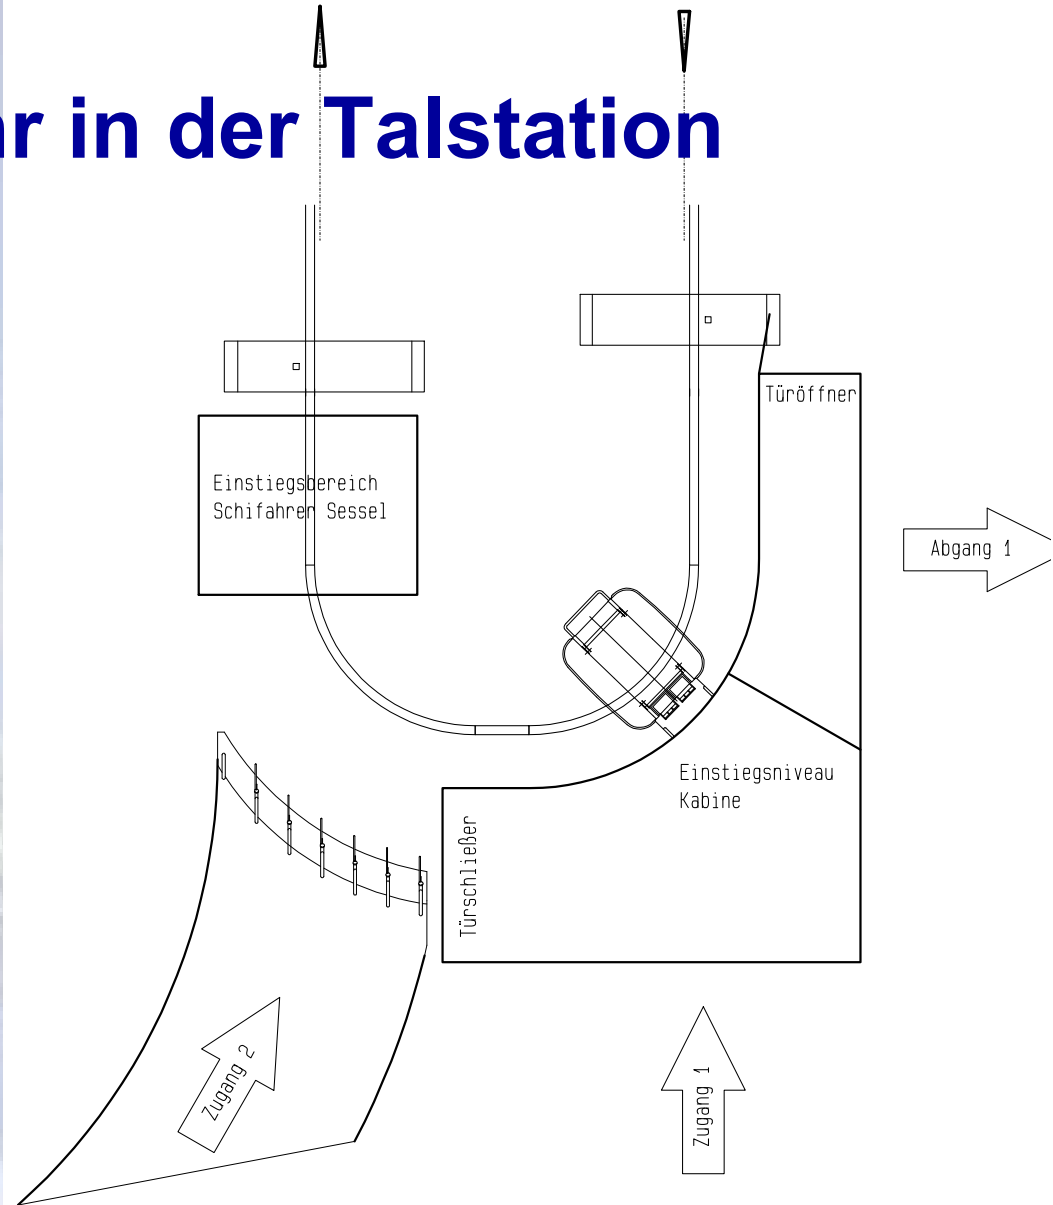 r in der Talstation
Türöffner
Einstiegsbereich
Schifahrer Sessel
Abgang 1
Einstiegsniveau
Kabine
Türschließer
Zugang 2
Zugang 1